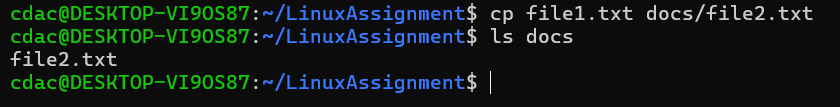 cdac@DESKTOP-VI9OS87:~/LinuxAssignment$ cp file1.txt docs/file2.txt
cdac@DESKTOP-VI9OS87:~/LinuxAssignment$ ls docs
file2.txt
cdac@DESKTOP-VI9OS87:~/LinuxAssignment$